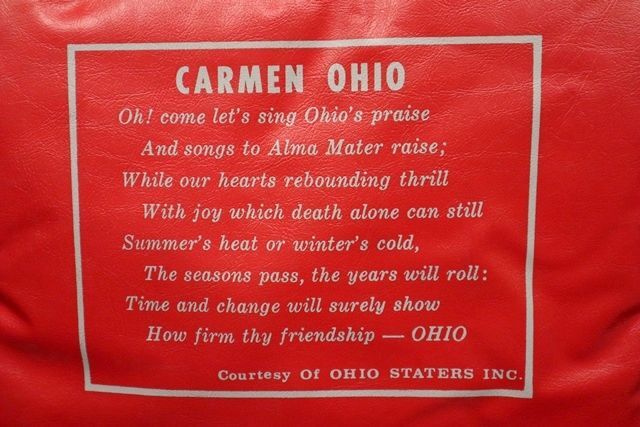 CARMEN OHIO
Oh! come let's sing Ohio's praise
And songs to Alma Mater raise;
While our hearts rebounding thrill
With joy which death alone can still
Summer's heat or winter's cold,
The seasons pass, the years will roll:
Time and change will surely show
How firm thy friendship — OHIO
Courtesy Of OHIO STATERS INC.